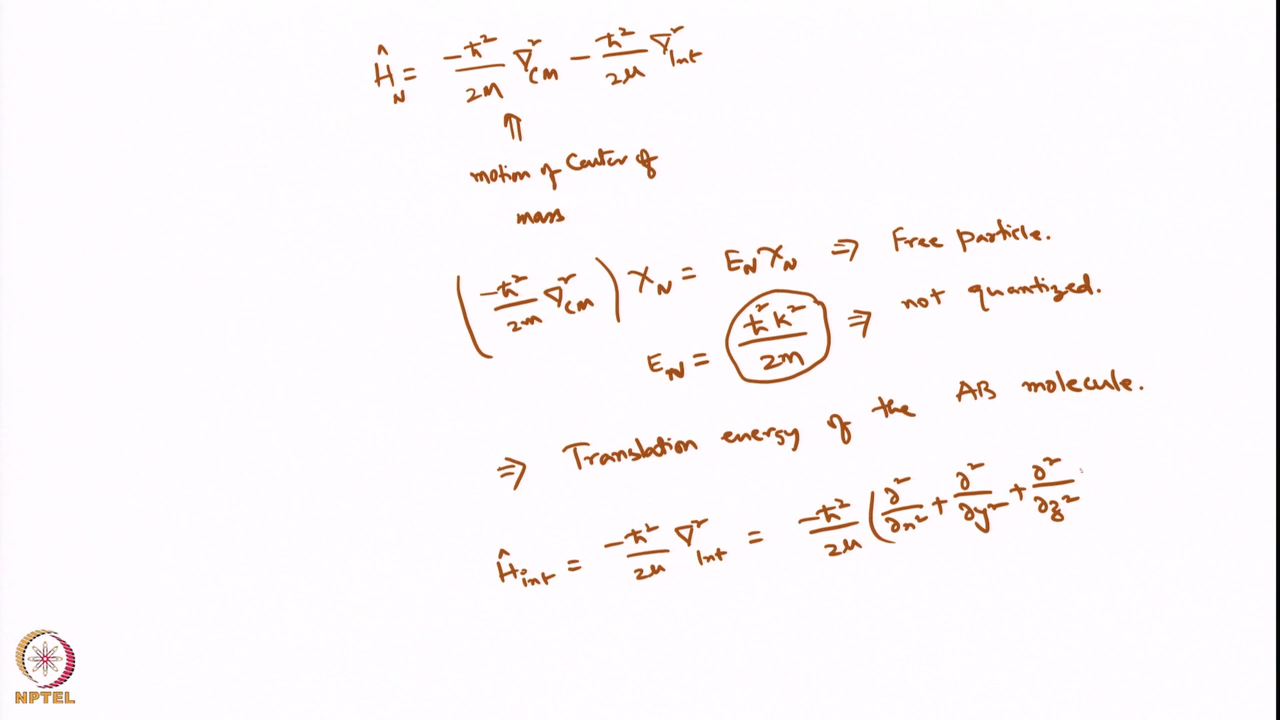 Ĥ_N = -ħ²/2M ∇²_CM - ħ²/2μ ∇²_Int
⇑
motion of Center of
mass
(-ħ²/2M ∇²_CM) χ_N = E_N χ_N ⇒ Free particle.
E_N = ħ²k²/2M ⇒ not quantized.
⇒ Translation energy of the AB molecule.
Ĥ_int = -ħ²/2μ ∇²_Int = -ħ²/2μ (∂²/∂x² + ∂²/∂y² + ∂²/∂z²
NPTEL